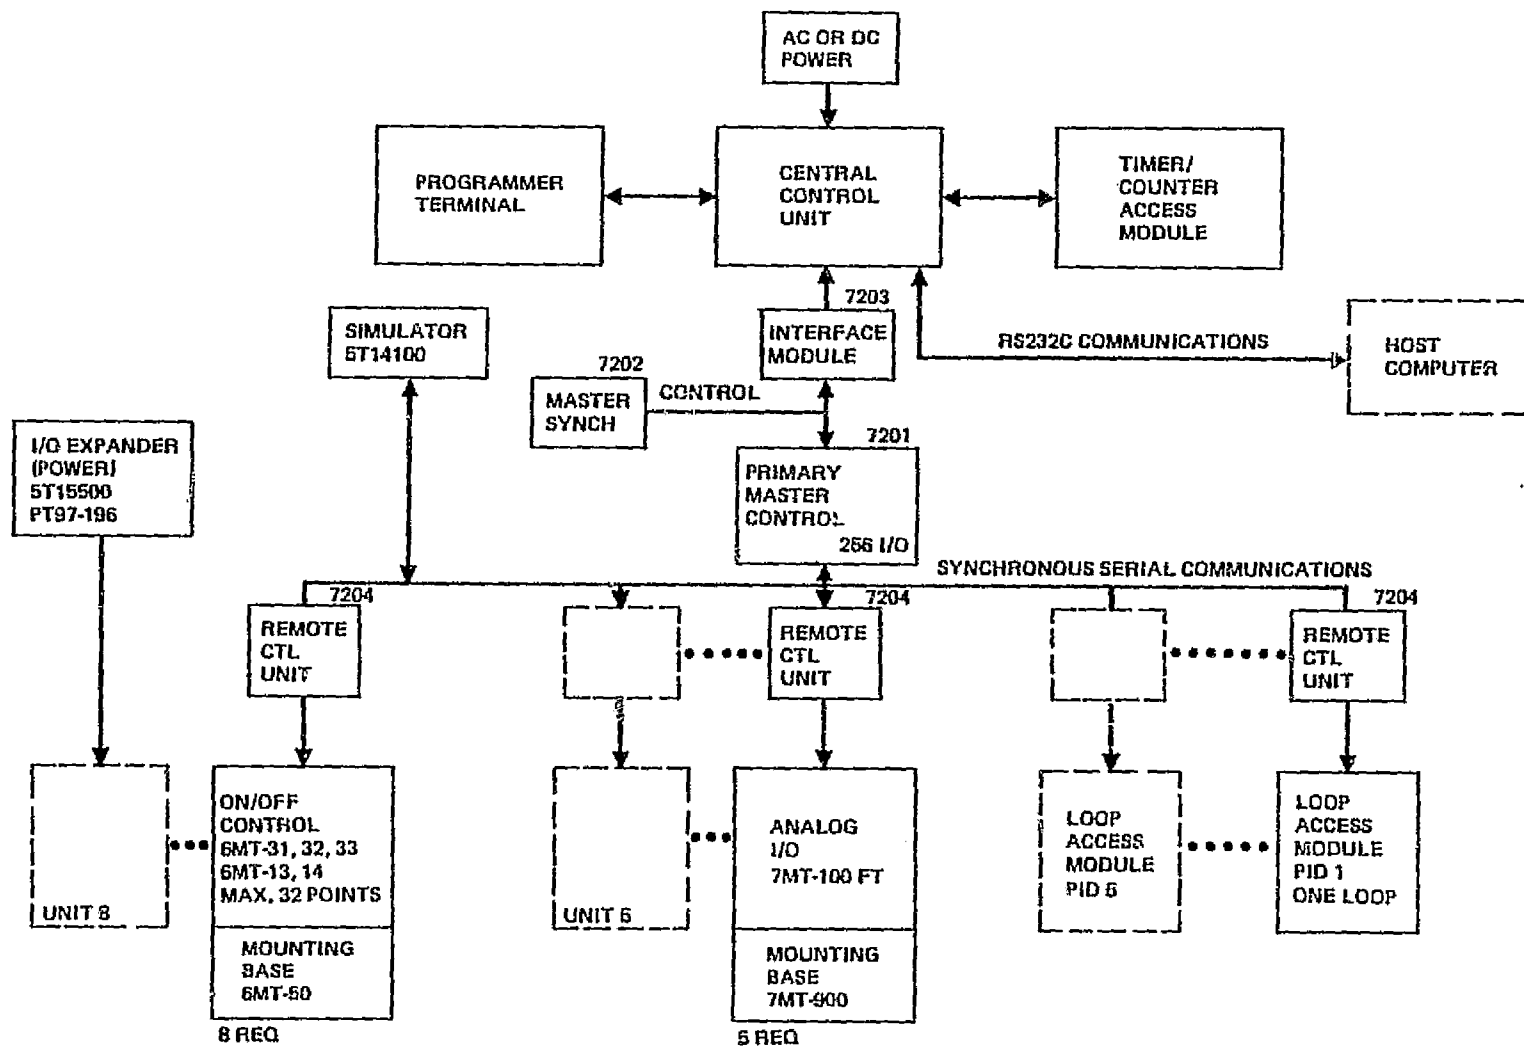 AC OR DC
POWER
PROGRAMMER
TERMINAL
CENTRAL
CONTROL
UNIT
TIMER/
COUNTER
ACCESS
MODULE
7203
INTERFACE
MODULE
SIMULATOR
5T14100
RS232C COMMUNICATIONS
HOST
COMPUTER
7202
MASTER
SYNCH
CONTROL
I/O EXPANDER
(POWER)
5T15500
PT97-196
7201
PRIMARY
MASTER
CONTROL
256 I/O
SYNCHRONOUS SERIAL COMMUNICATIONS
7204
REMOTE
CTL
UNIT
7204
REMOTE
CTL
UNIT
7204
REMOTE
CTL
UNIT
UNIT 8
ON/OFF
CONTROL
6MT-31, 32, 33
6MT-13, 14
MAX. 32 POINTS
MOUNTING
BASE
6MT-50
8 REQ
UNIT 5
ANALOG
I/O
7MT-100 FT
MOUNTING
BASE
7MT-900
5 REQ
LOOP
ACCESS
MODULE
PID 5
LOOP
ACCESS
MODULE
PID 1
ONE LOOP